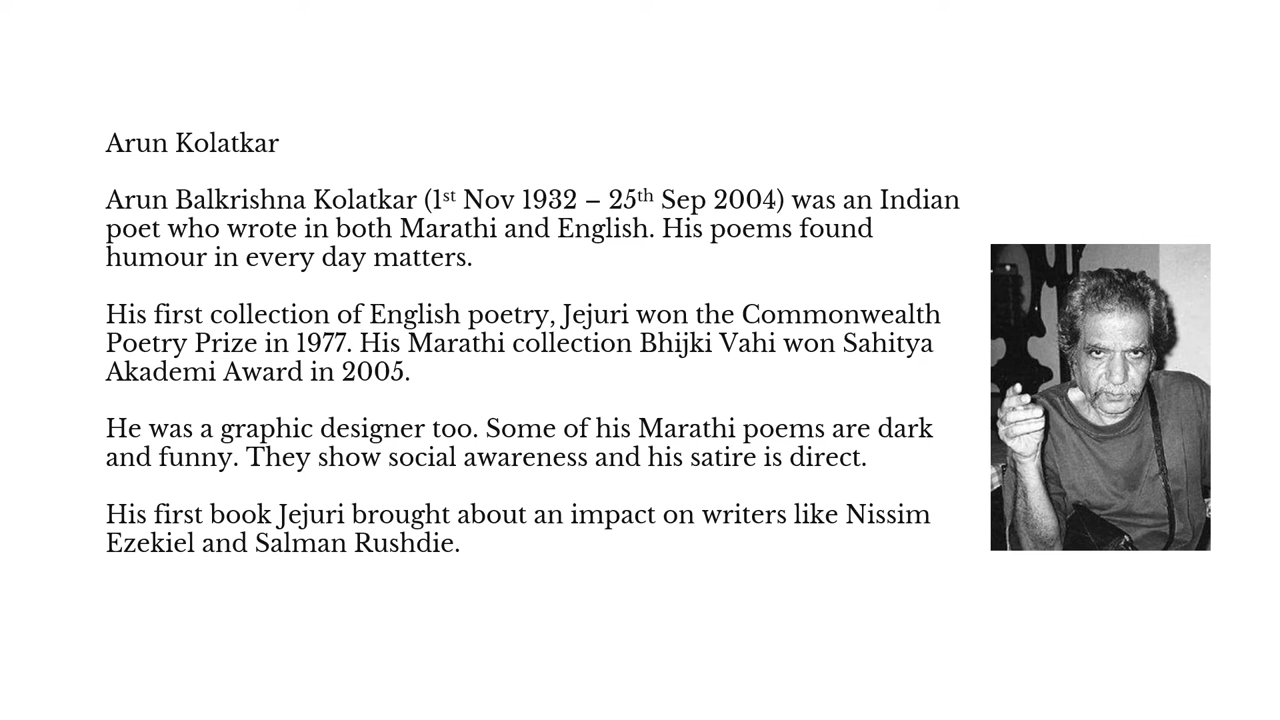 Arun Kolatkar
Arun Balkrishna Kolatkar (1st Nov 1932 – 25th Sep 2004) was an Indian
poet who wrote in both Marathi and English. His poems found
humour in every day matters.
His first collection of English poetry, Jejuri won the Commonwealth
Poetry Prize in 1977. His Marathi collection Bhijki Vahi won Sahitya
Akademi Award in 2005.
He was a graphic designer too. Some of his Marathi poems are dark
and funny. They show social awareness and his satire is direct.
His first book Jejuri brought about an impact on writers like Nissim
Ezekiel and Salman Rushdie.